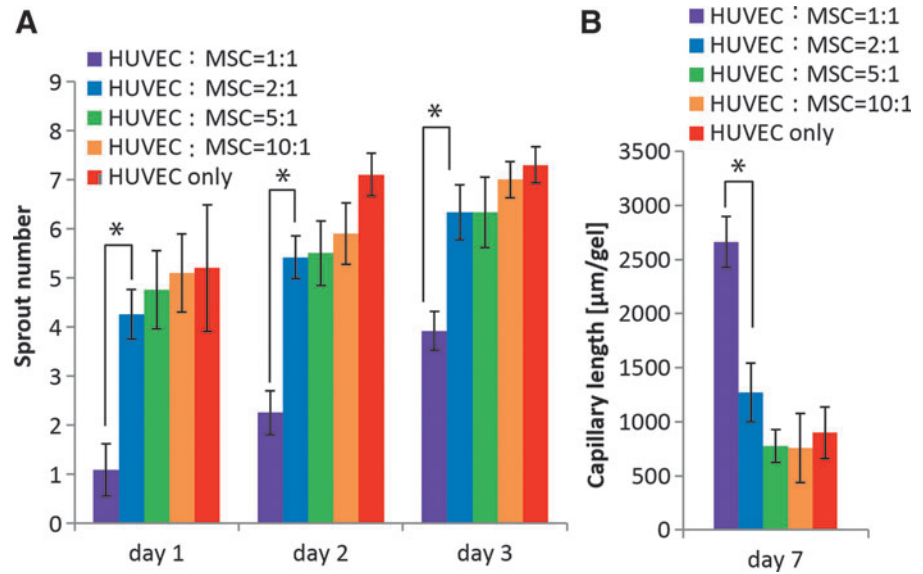 A
HUVEC : MSC=1:1
HUVEC : MSC=2:1
HUVEC : MSC=5:1
HUVEC : MSC=10:1
HUVEC only
Sprout number
9
8
7
6
5
4
3
2
1
0
*
*
*
day 1
day 2
day 3
B
HUVEC : MSC=1:1
HUVEC : MSC=2:1
HUVEC : MSC=5:1
HUVEC : MSC=10:1
HUVEC only
Capillary length [µm/gel]
3500
3000
2500
2000
1500
1000
500
0
*
day 7